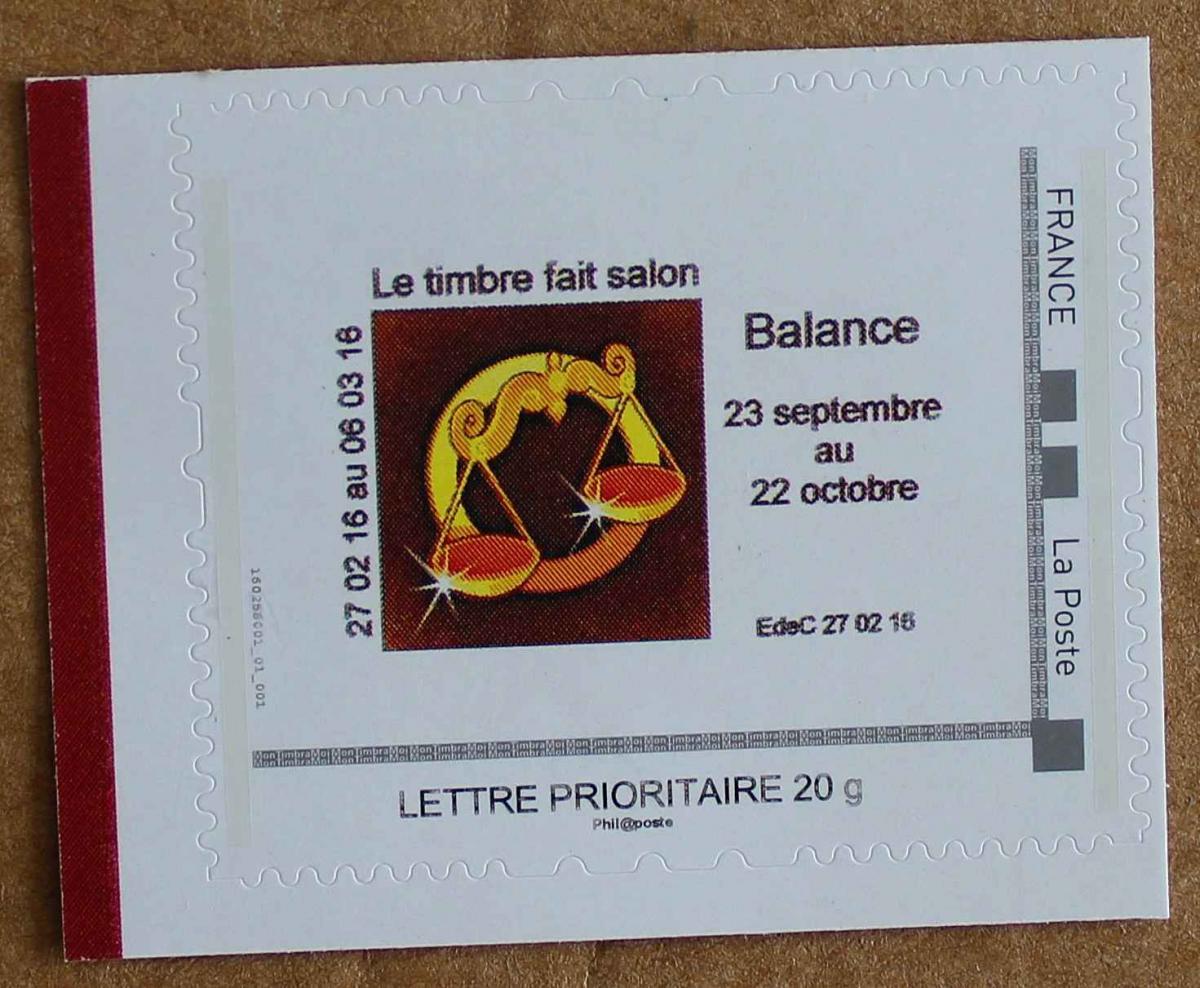 Le timbre fait salon
27 02 16 au 06 03 16
Balance
23 septembre
au
22 octobre
EdeC 27 02 16
FRANCE
La Poste
LETTRE PRIORITAIRE 20 g
Phil@poste